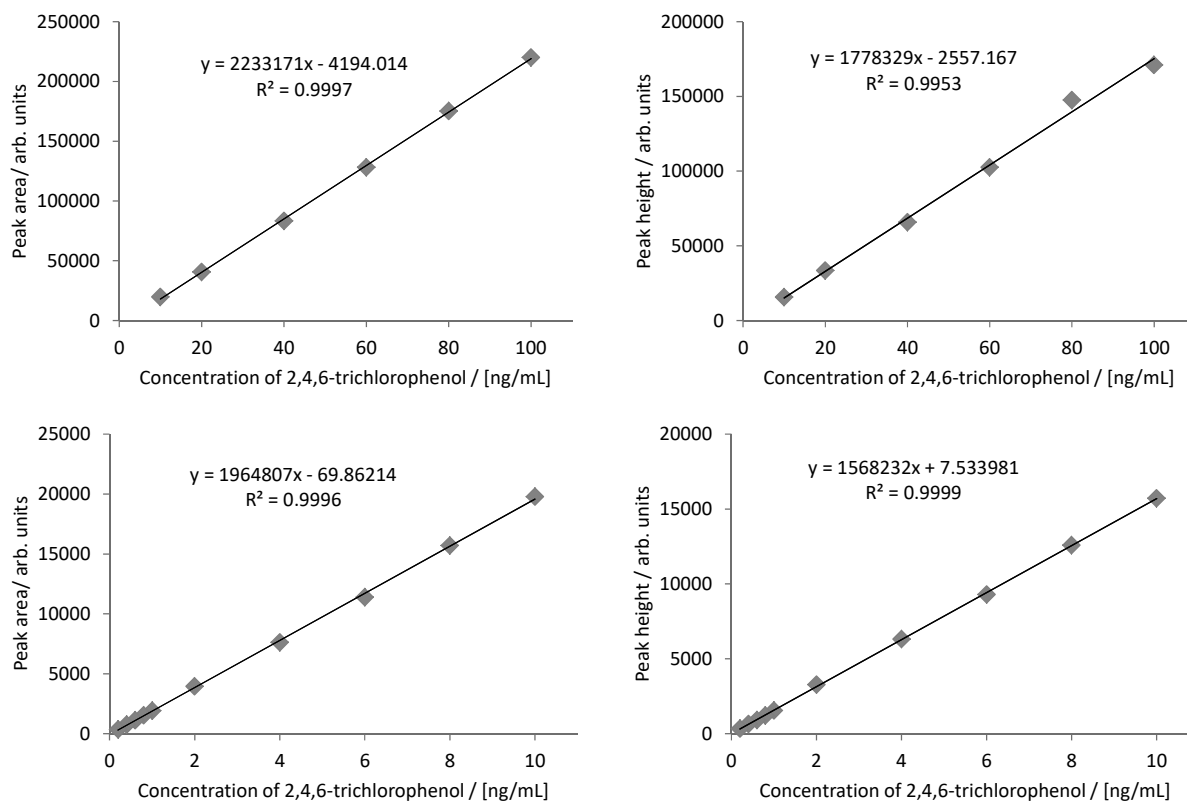 250000
200000
150000
100000
50000
0
Peak area/ arb. units
y = 2233171x - 4194.014
R² = 0.9997
0 20 40 60 80 100
Concentration of 2,4,6-trichlorophenol / [ng/mL]
200000
150000
100000
50000
0
Peak height / arb. units
y = 1778329x - 2557.167
R² = 0.9953
0 20 40 60 80 100
Concentration of 2,4,6-trichlorophenol / [ng/mL]
25000
20000
15000
10000
5000
0
Peak area/ arb. units
y = 1964807x - 69.86214
R² = 0.9996
0 2 4 6 8 10
Concentration of 2,4,6-trichlorophenol / [ng/mL]
20000
15000
10000
5000
0
Peak height / arb. units
y = 1568232x + 7.533981
R² = 0.9999
0 2 4 6 8 10
Concentration of 2,4,6-trichlorophenol / [ng/mL]